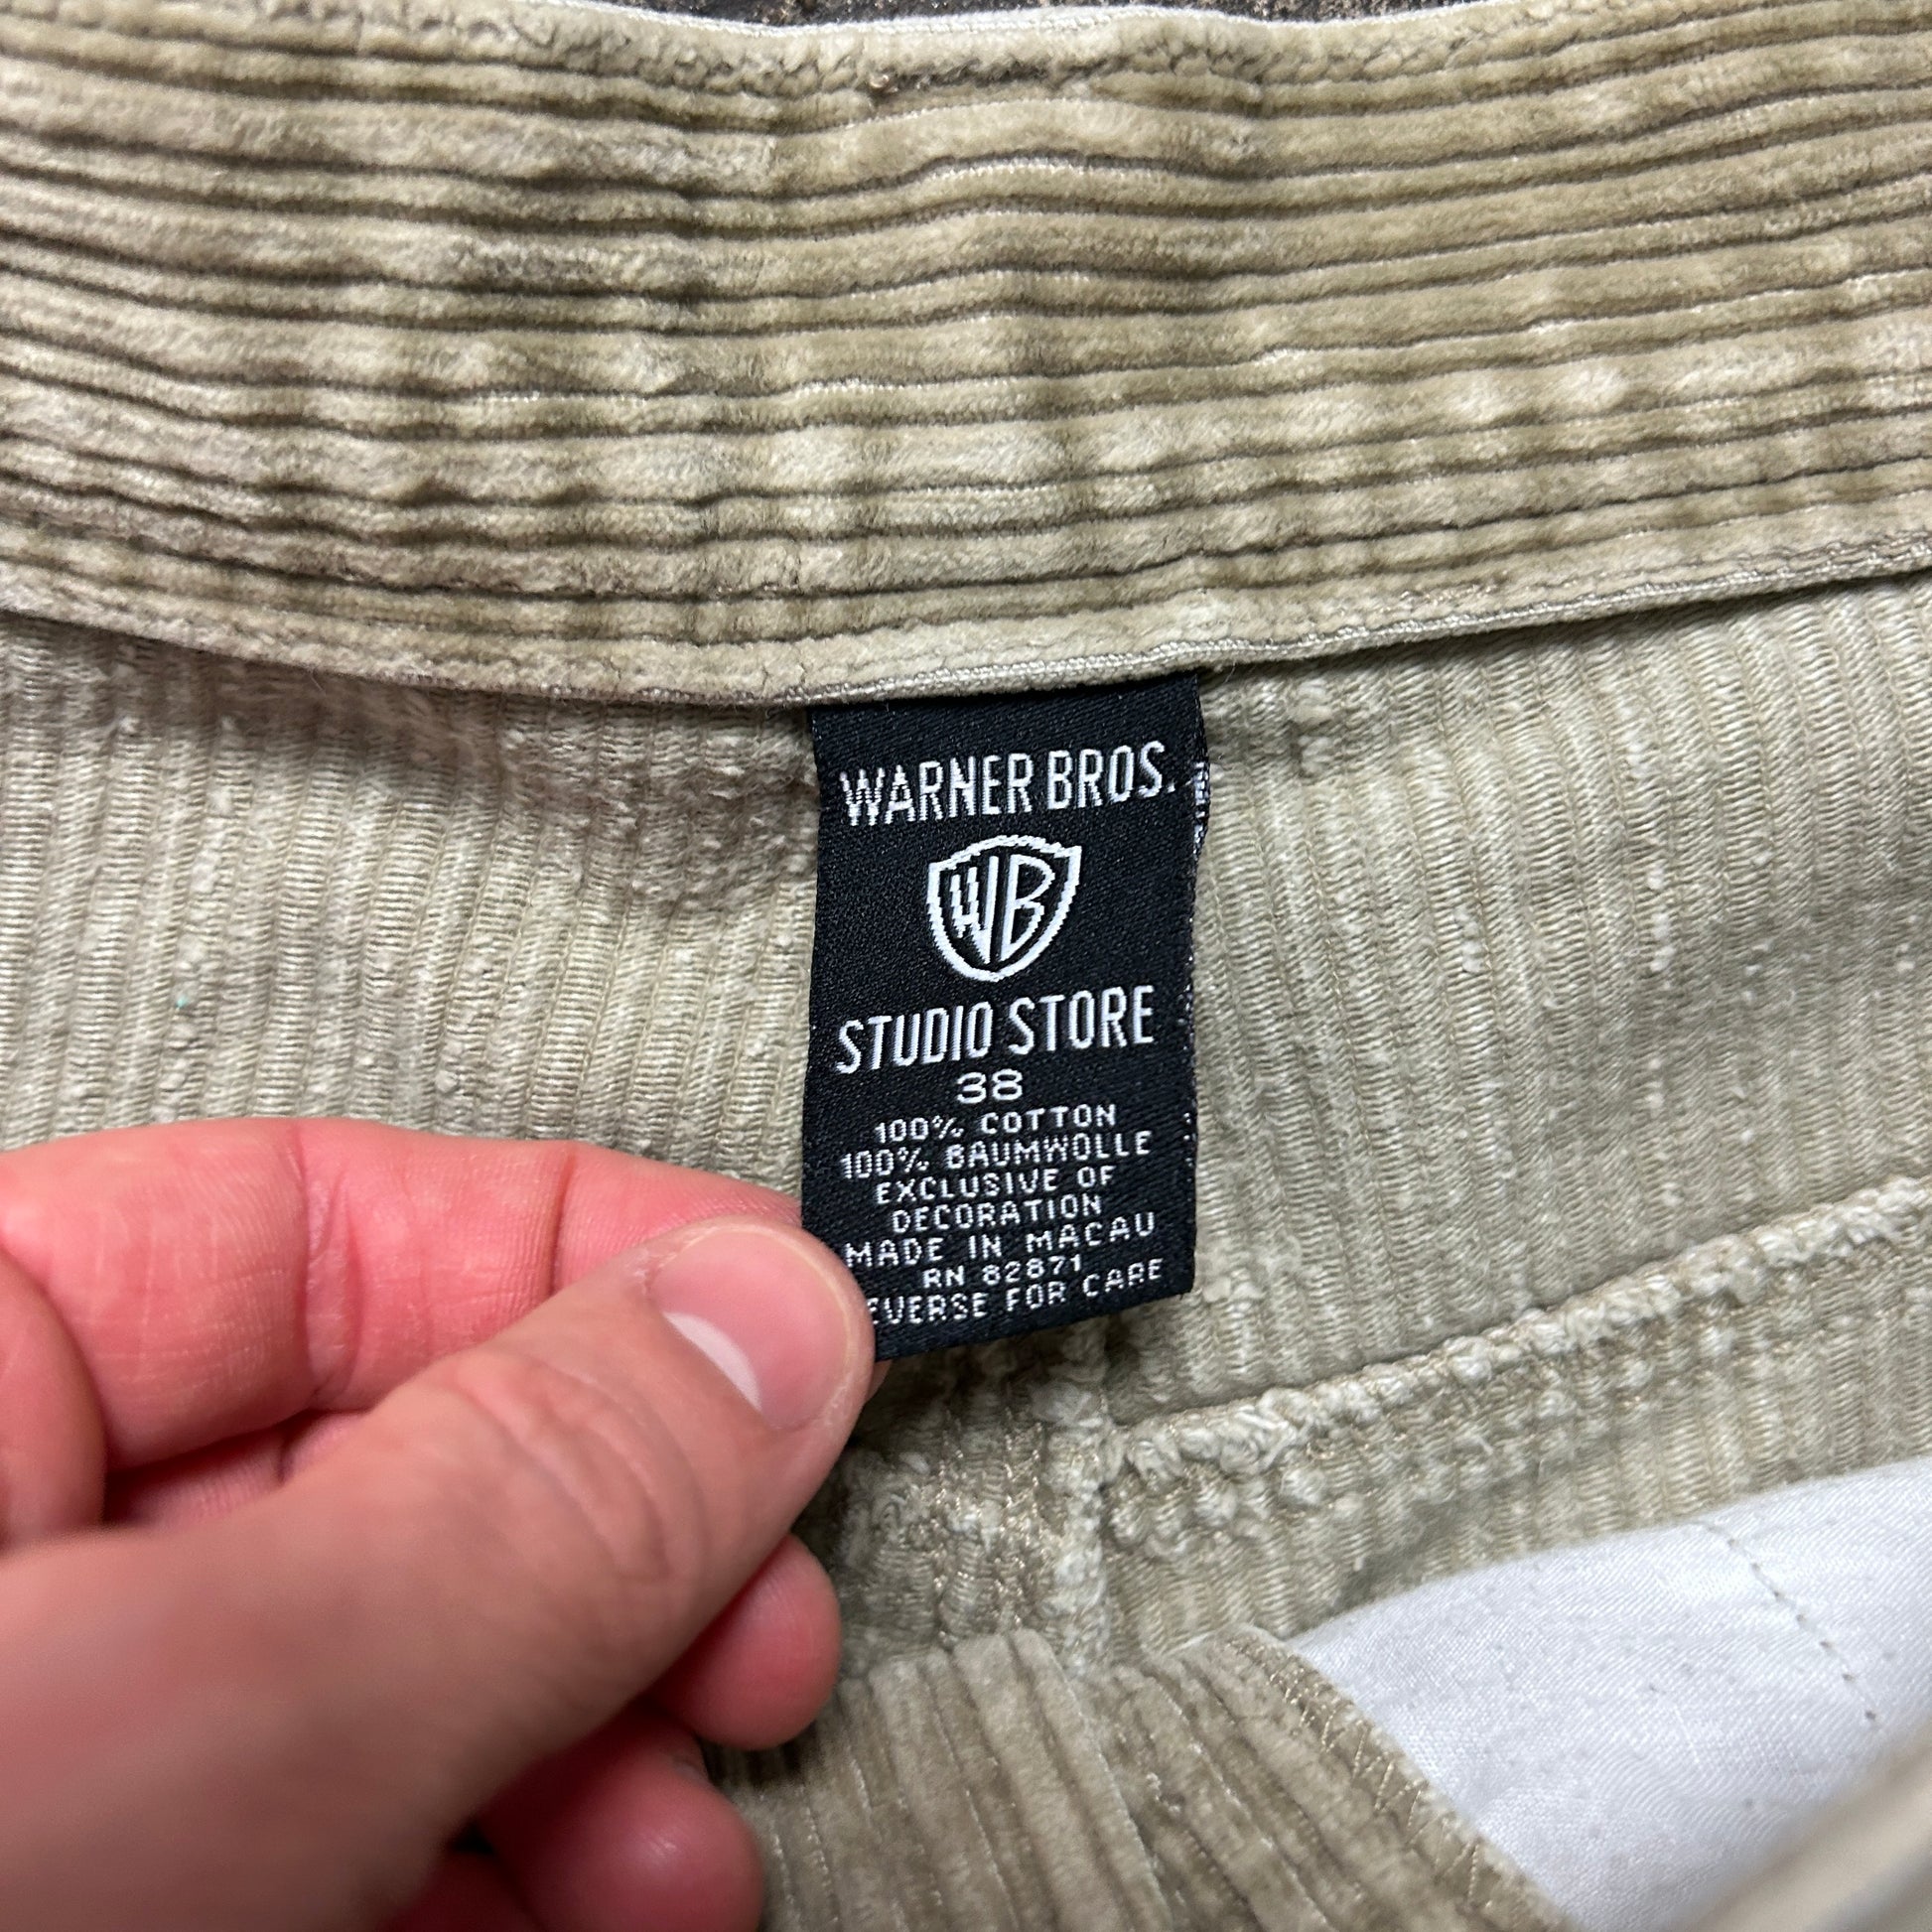 WARNER BROS.
WB
STUDIO STORE
38
100% COTTON
100% BAUMWOLLE
EXCLUSIVE OF
DECORATION
MADE IN MACAU
RN 82871
EVERSE FOR CARE